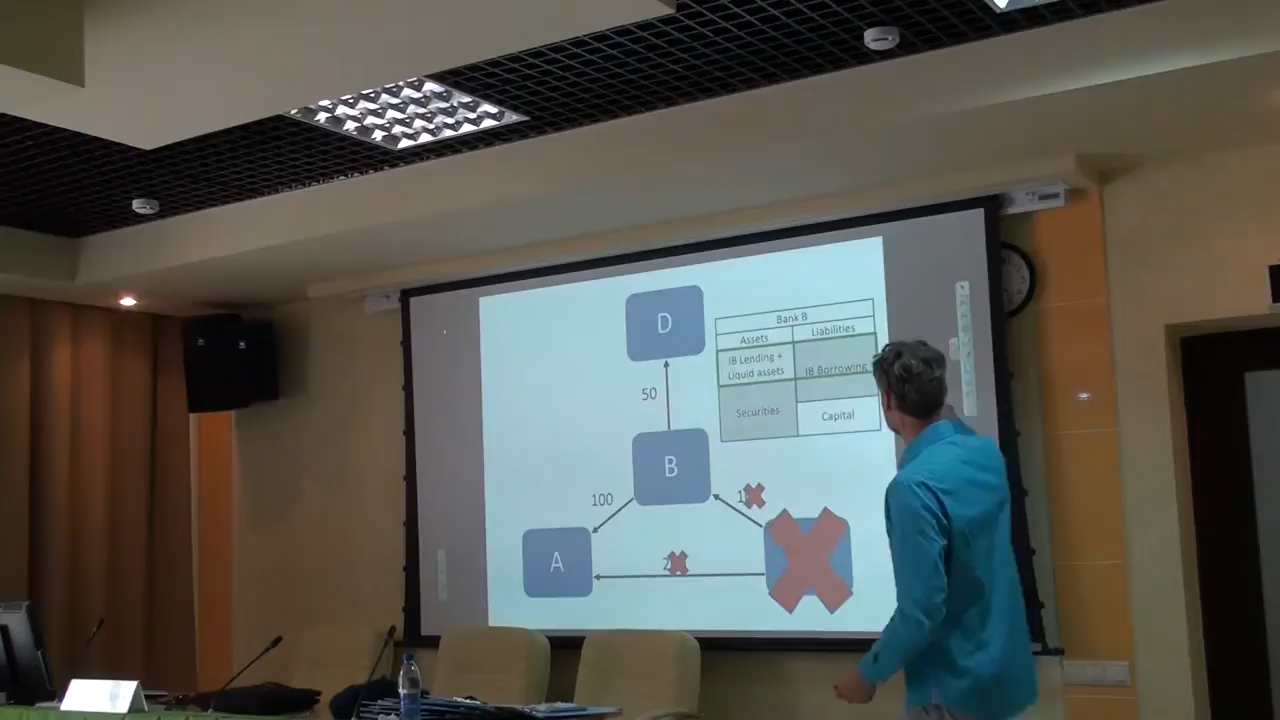 D
Bank B
Assets
Liabilities
IB Lending +
Liquid assets
IB Borrowing
Securities
Capital
50
B
100
A